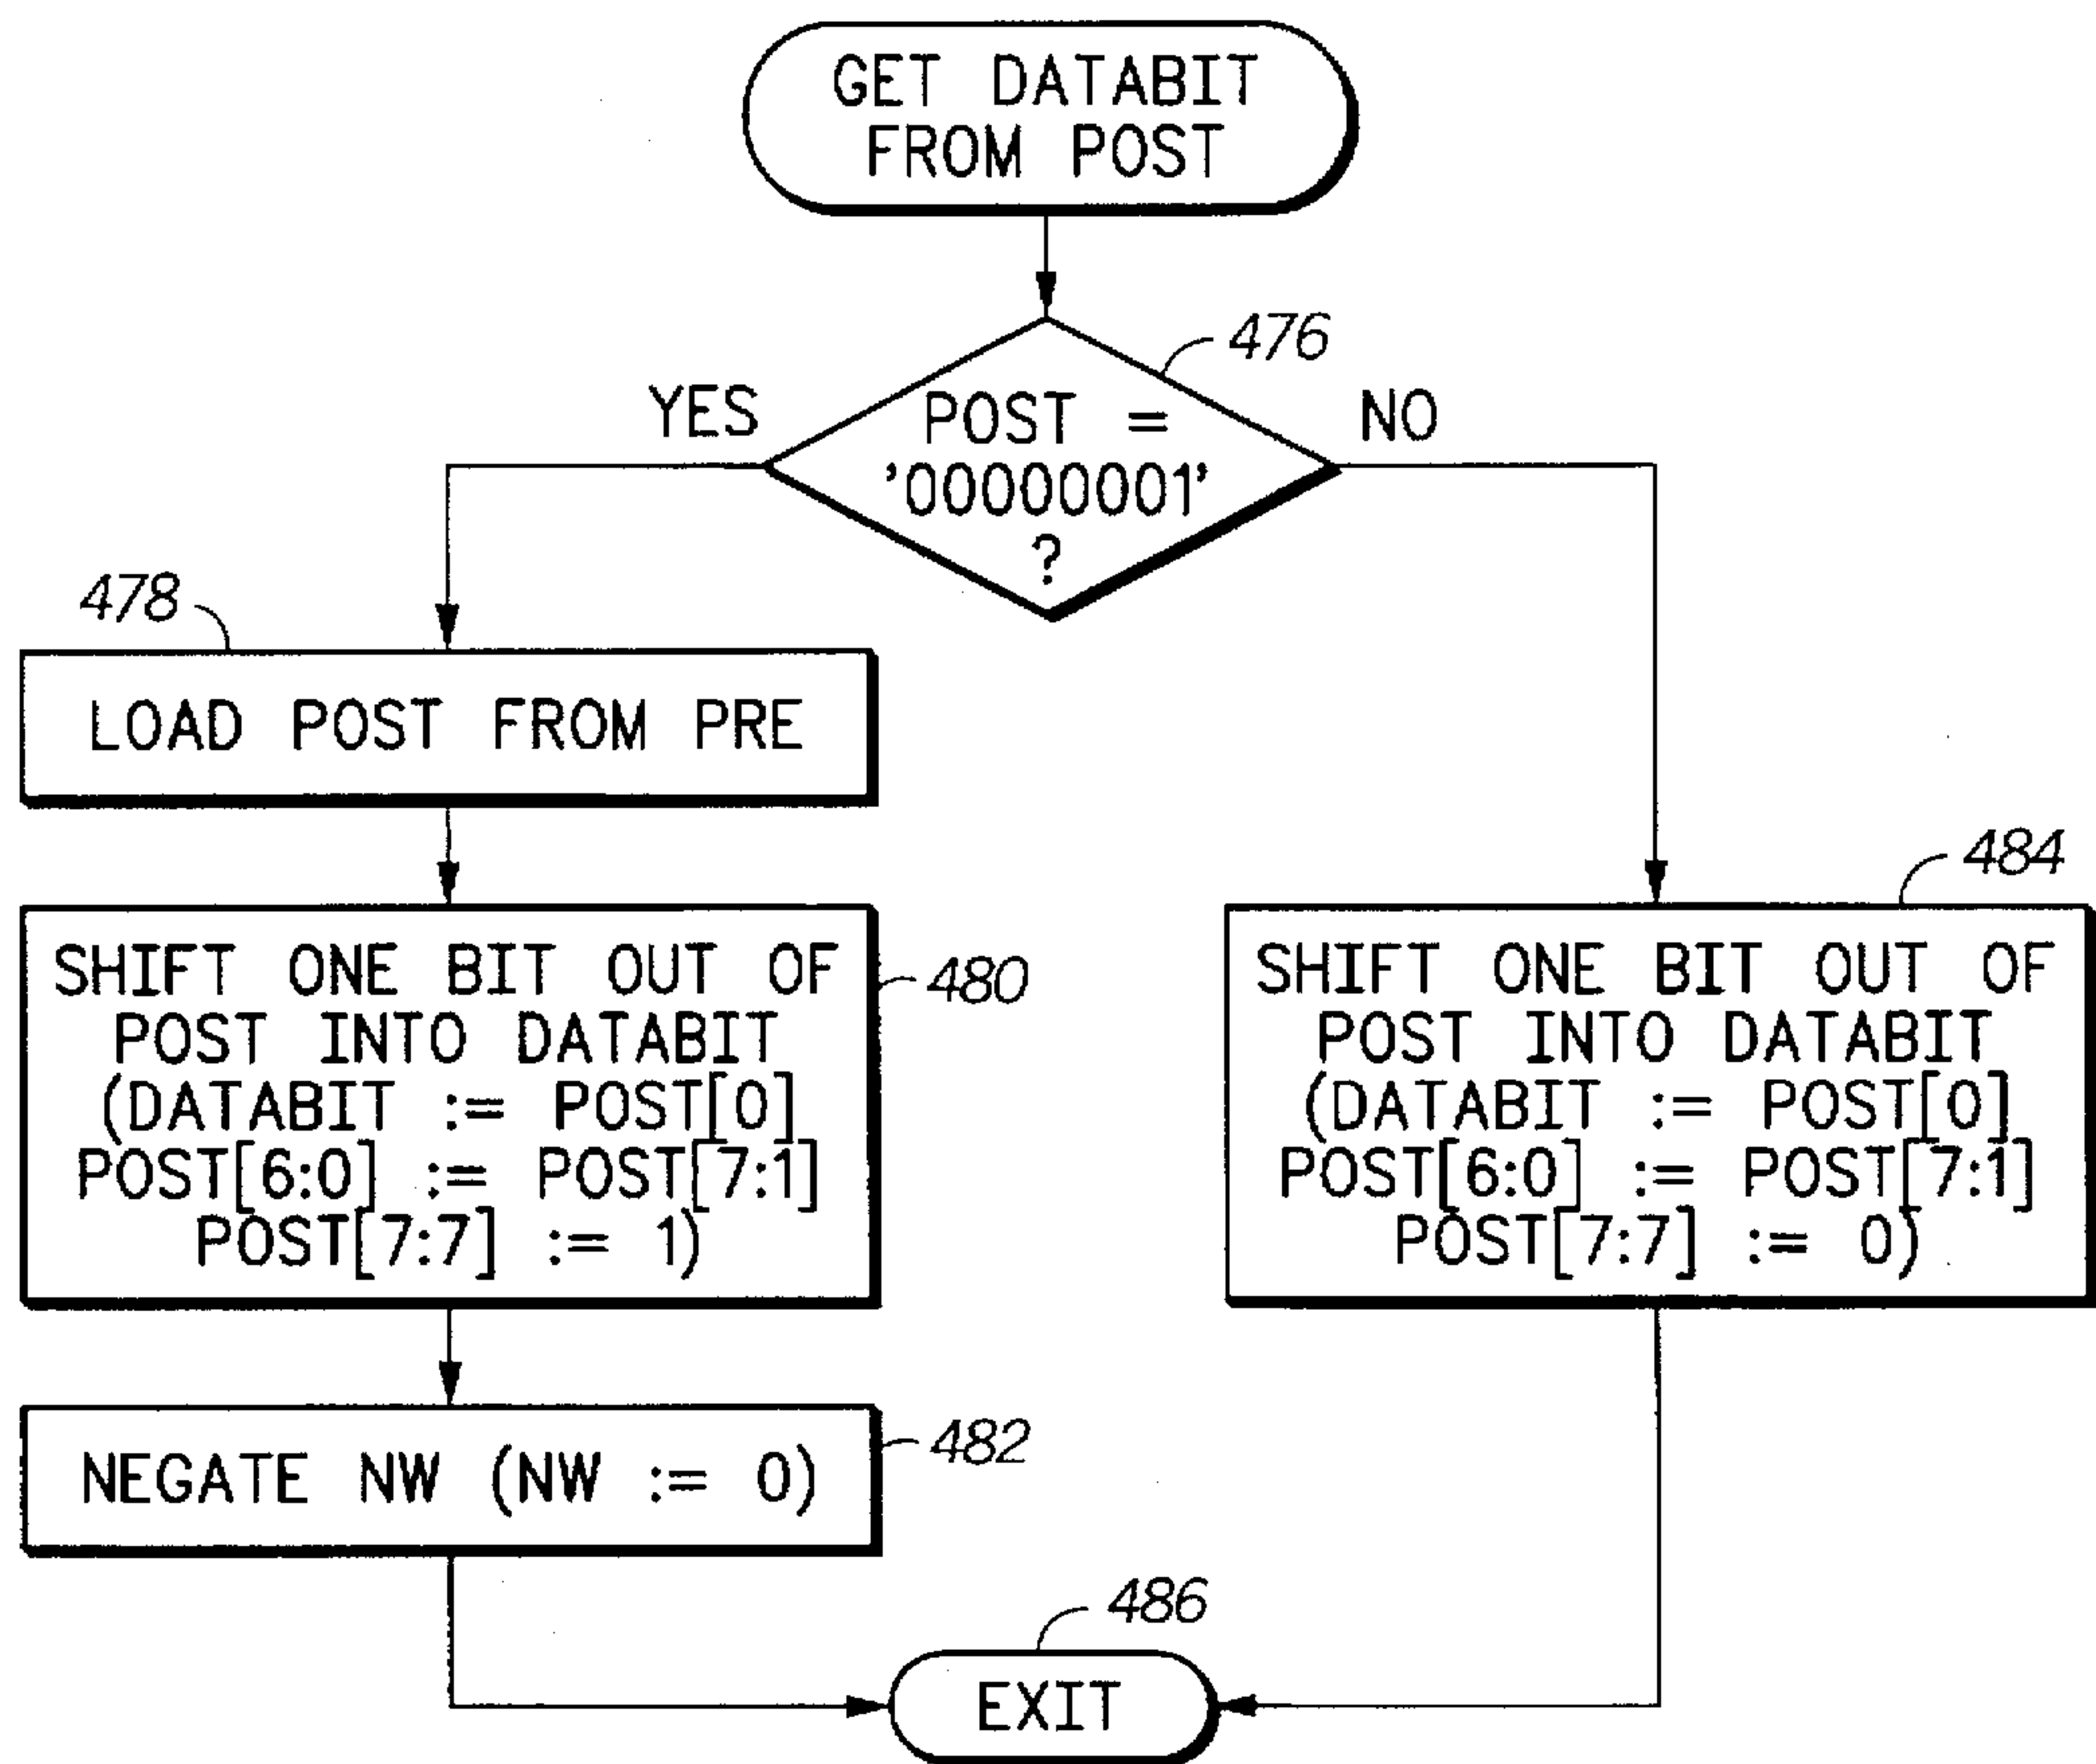 GET DATABIT
FROM POST
476
YES
POST =
'00000001'
?
NO
478
LOAD POST FROM PRE
SHIFT ONE BIT OUT OF
POST INTO DATABIT
(DATABIT := POST[0]
POST[6:0] := POST[7:1]
POST[7:7] := 1)
480
484
SHIFT ONE BIT OUT OF
POST INTO DATABIT
(DATABIT := POST[0]
POST[6:0] := POST[7:1]
POST[7:7] := 0)
NEGATE NW (NW := 0)
482
486
EXIT